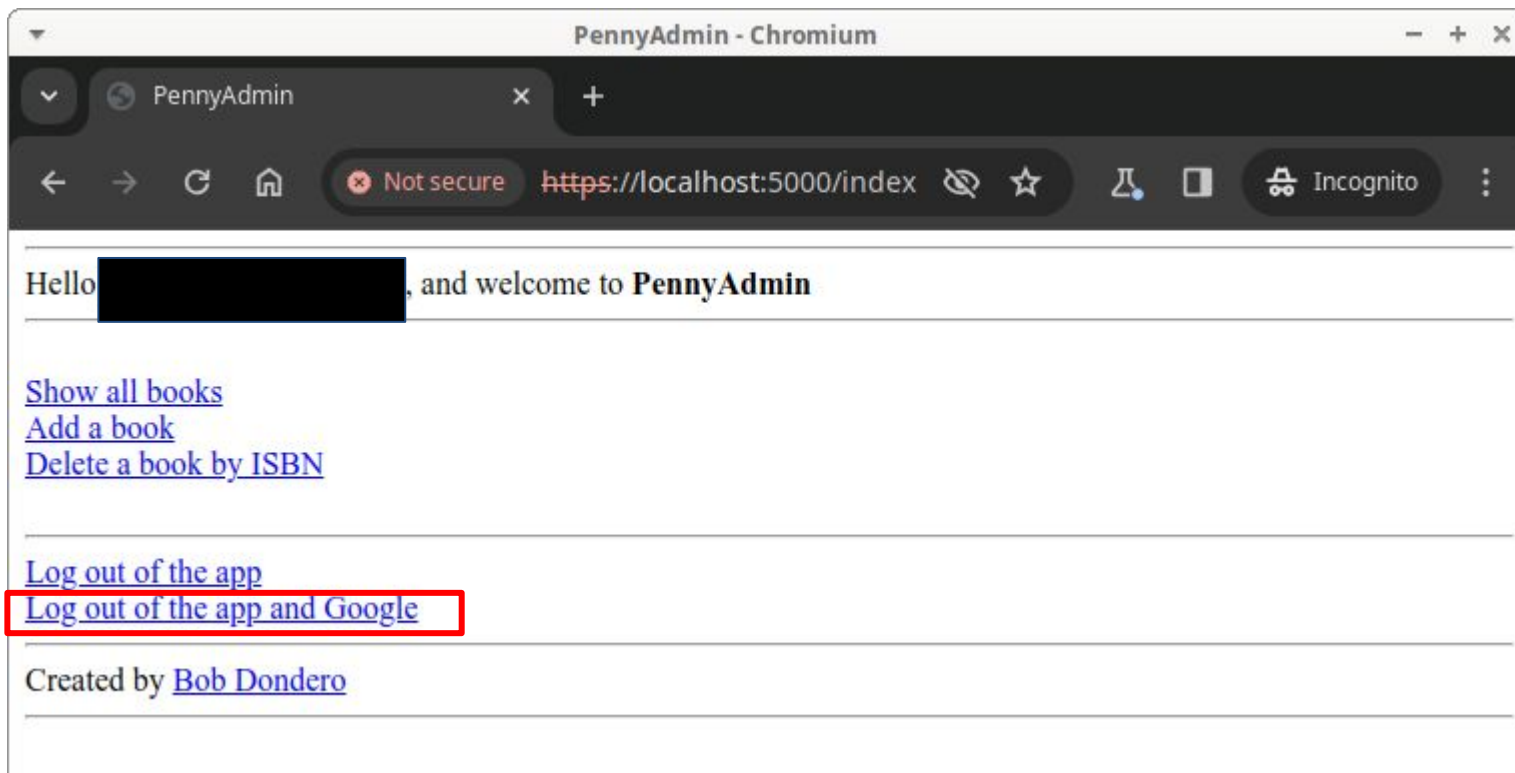 PennyAdmin - Chromium
PennyAdmin
Not secure https://localhost:5000/index Incognito
Hello , and welcome to PennyAdmin
Show all books
Add a book
Delete a book by ISBN
Log out of the app
Log out of the app and Google
Created by Bob Dondero